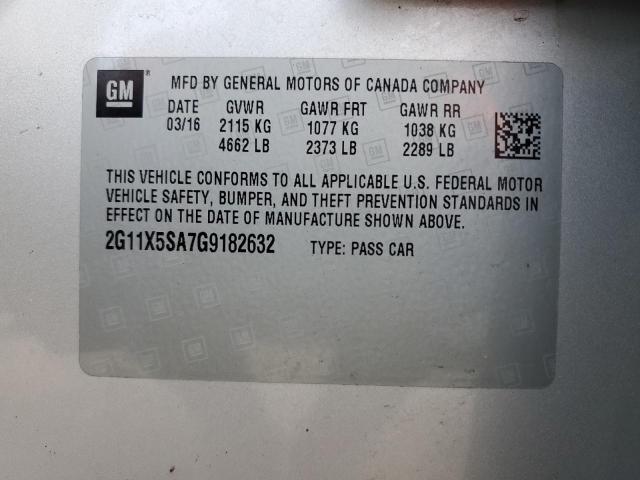 GM ® MFD BY GENERAL MOTORS OF CANADA COMPANY
DATE GVWR GAWR FRT GAWR RR
03/16 2115 KG 1077 KG 1038 KG
4662 LB 2373 LB 2289 LB
THIS VEHICLE CONFORMS TO ALL APPLICABLE U.S. FEDERAL MOTOR
VEHICLE SAFETY, BUMPER, AND THEFT PREVENTION STANDARDS IN
EFFECT ON THE DATE OF MANUFACTURE SHOWN ABOVE.
2G11X5SA7G9182632 TYPE: PASS CAR